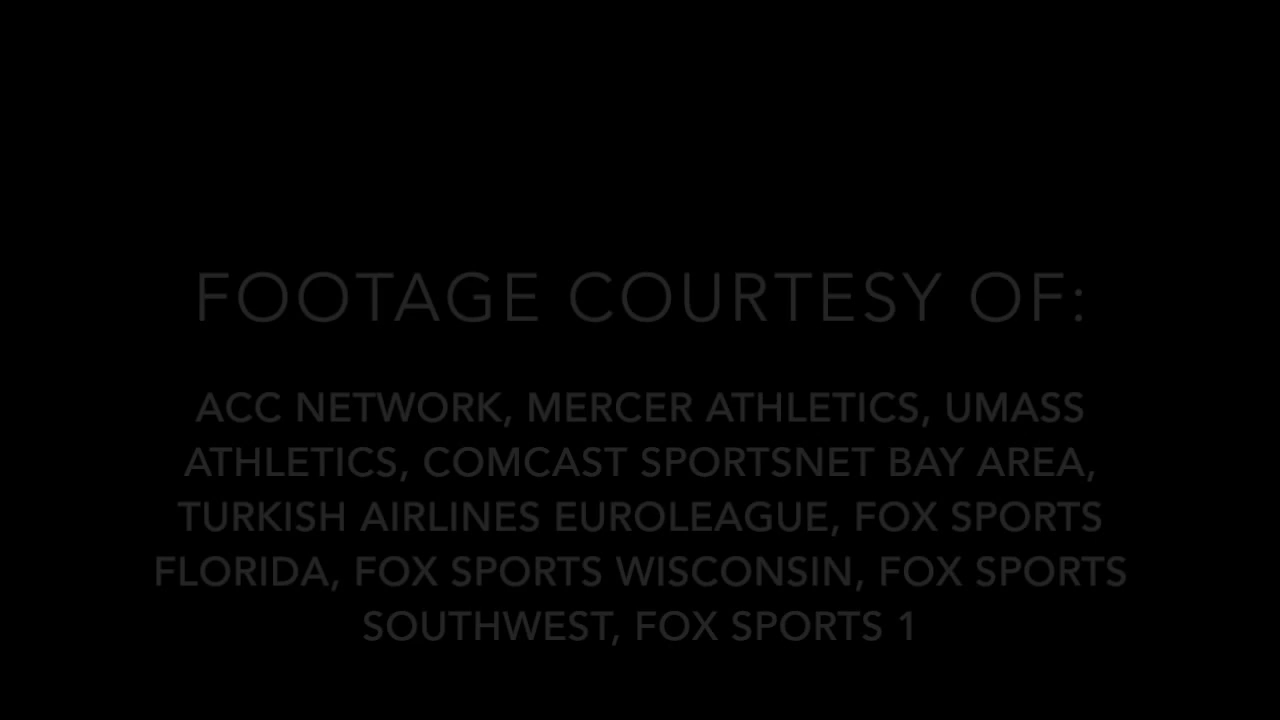 FOOTAGE COURTESY OF:
ACC NETWORK, MERCER ATHLETICS, UMASS
ATHLETICS, COMCAST SPORTSNET BAY AREA,
TURKISH AIRLINES EUROLEAGUE, FOX SPORTS
FLORIDA, FOX SPORTS WISCONSIN, FOX SPORTS
SOUTHWEST, FOX SPORTS 1